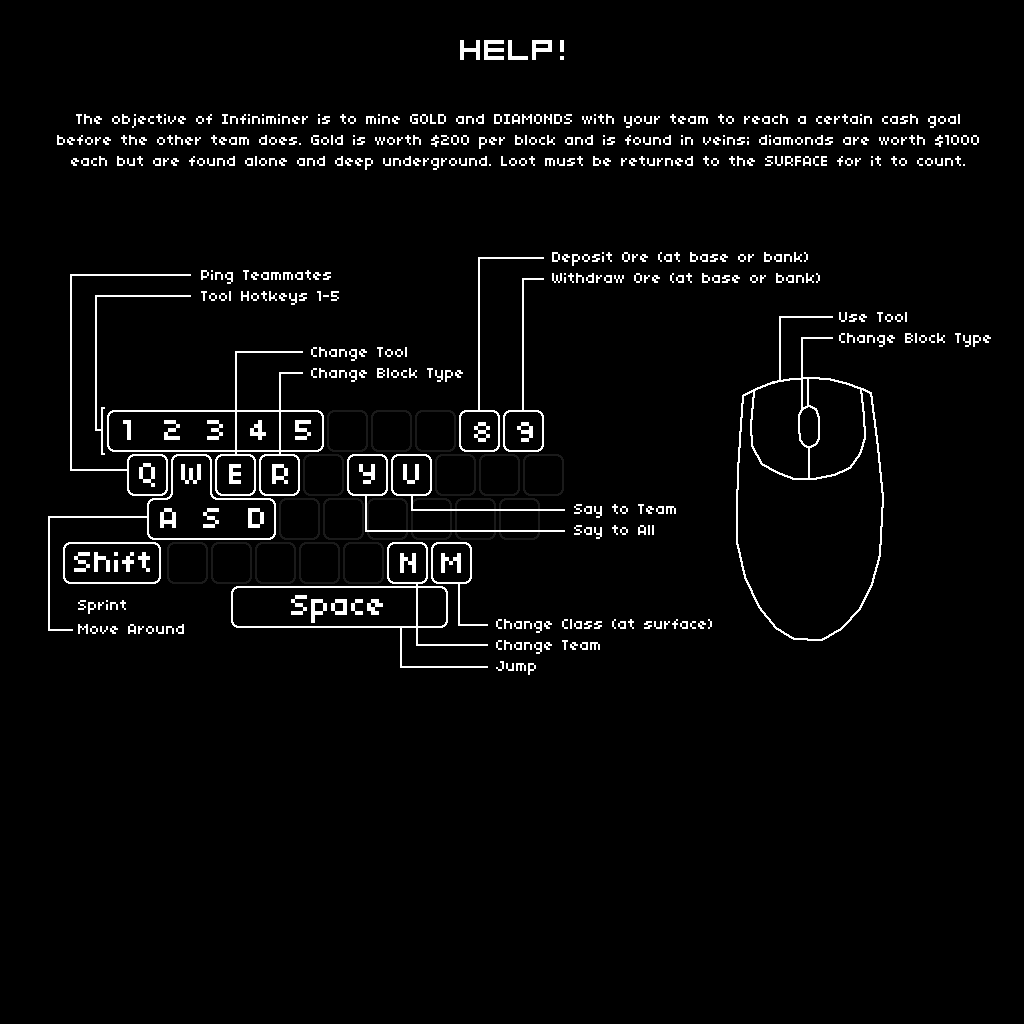 HELP!
The objective of Infiniminer is to mine GOLD and DIAMONDS with your team to reach a certain cash goal
before the other team does. Gold is worth $200 per block and is found in veins; diamonds are worth $1000
each but are found alone and deep underground. Loot must be returned to the SURFACE for it to count.
Deposit Ore (at base or bank)
Withdraw Ore (at base or bank)
Ping Teammates
Tool Hotkeys 1-5
Use Tool
Change Block Type
Change Tool
Change Block Type
1 2 3 4 5 8 9
Q W E R Y U
A S D
Say to Team
Say to All
Shift N M
Space
Sprint
Move Around
Change Class (at surface)
Change Team
Jump